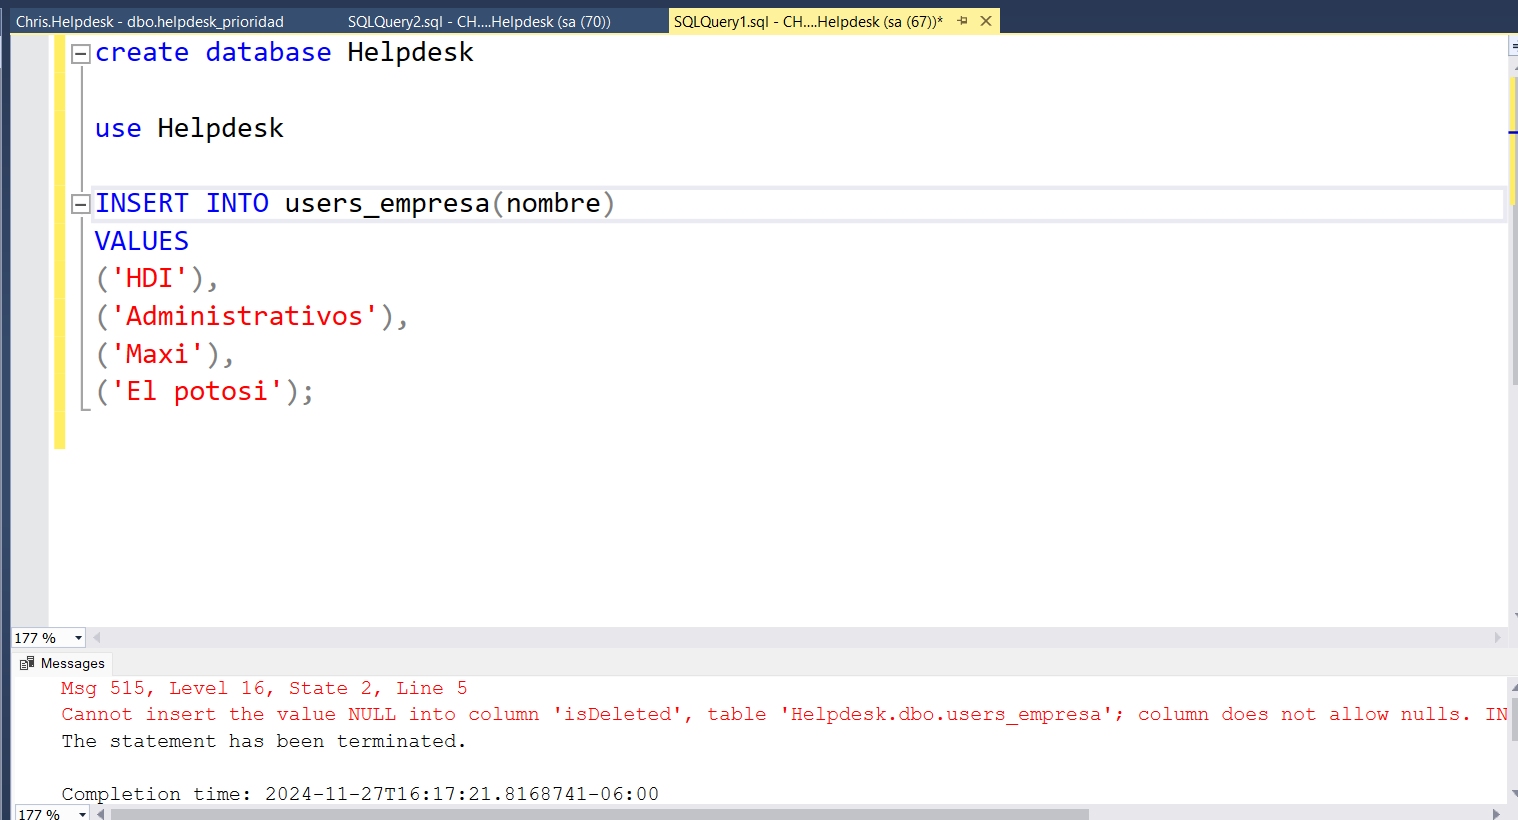 Chris.Helpdesk - dbo.helpdesk_prioridad
SQLQuery2.sql - CH....Helpdesk (sa (70))
SQLQuery1.sql - CH....Helpdesk (sa (67))*
create database Helpdesk
use Helpdesk
INSERT INTO users_empresa(nombre)
VALUES
('HDI'),
('Administrativos'),
('Maxi'),
('El potosi');
177 %
Messages
Msg 515, Level 16, State 2, Line 5
Cannot insert the value NULL into column 'isDeleted', table 'Helpdesk.dbo.users_empresa'; column does not allow nulls. IN
The statement has been terminated.
Completion time: 2024-11-27T16:17:21.8168741-06:00
177 %